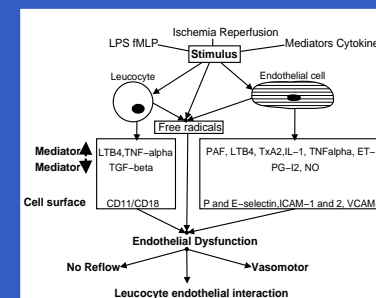 Ischemia Reperfusion
LPS fMLP
Stimulus
Mediators Cytokine
Leucocyte
Endothelial cell
Free radicals
Mediator
Mediator
LTB4,TNF-alpha
TGF-beta
PAF, LTB4, TxA2,IL-1, TNFalpha, ET-
PG-I2, NO
Cell surface
CD11/CD18
P and E-selectin,ICAM-1 and 2, VCAM-
Endothelial Dysfunction
No Reflow
Vasomotor
Leucocyte endothelial interaction